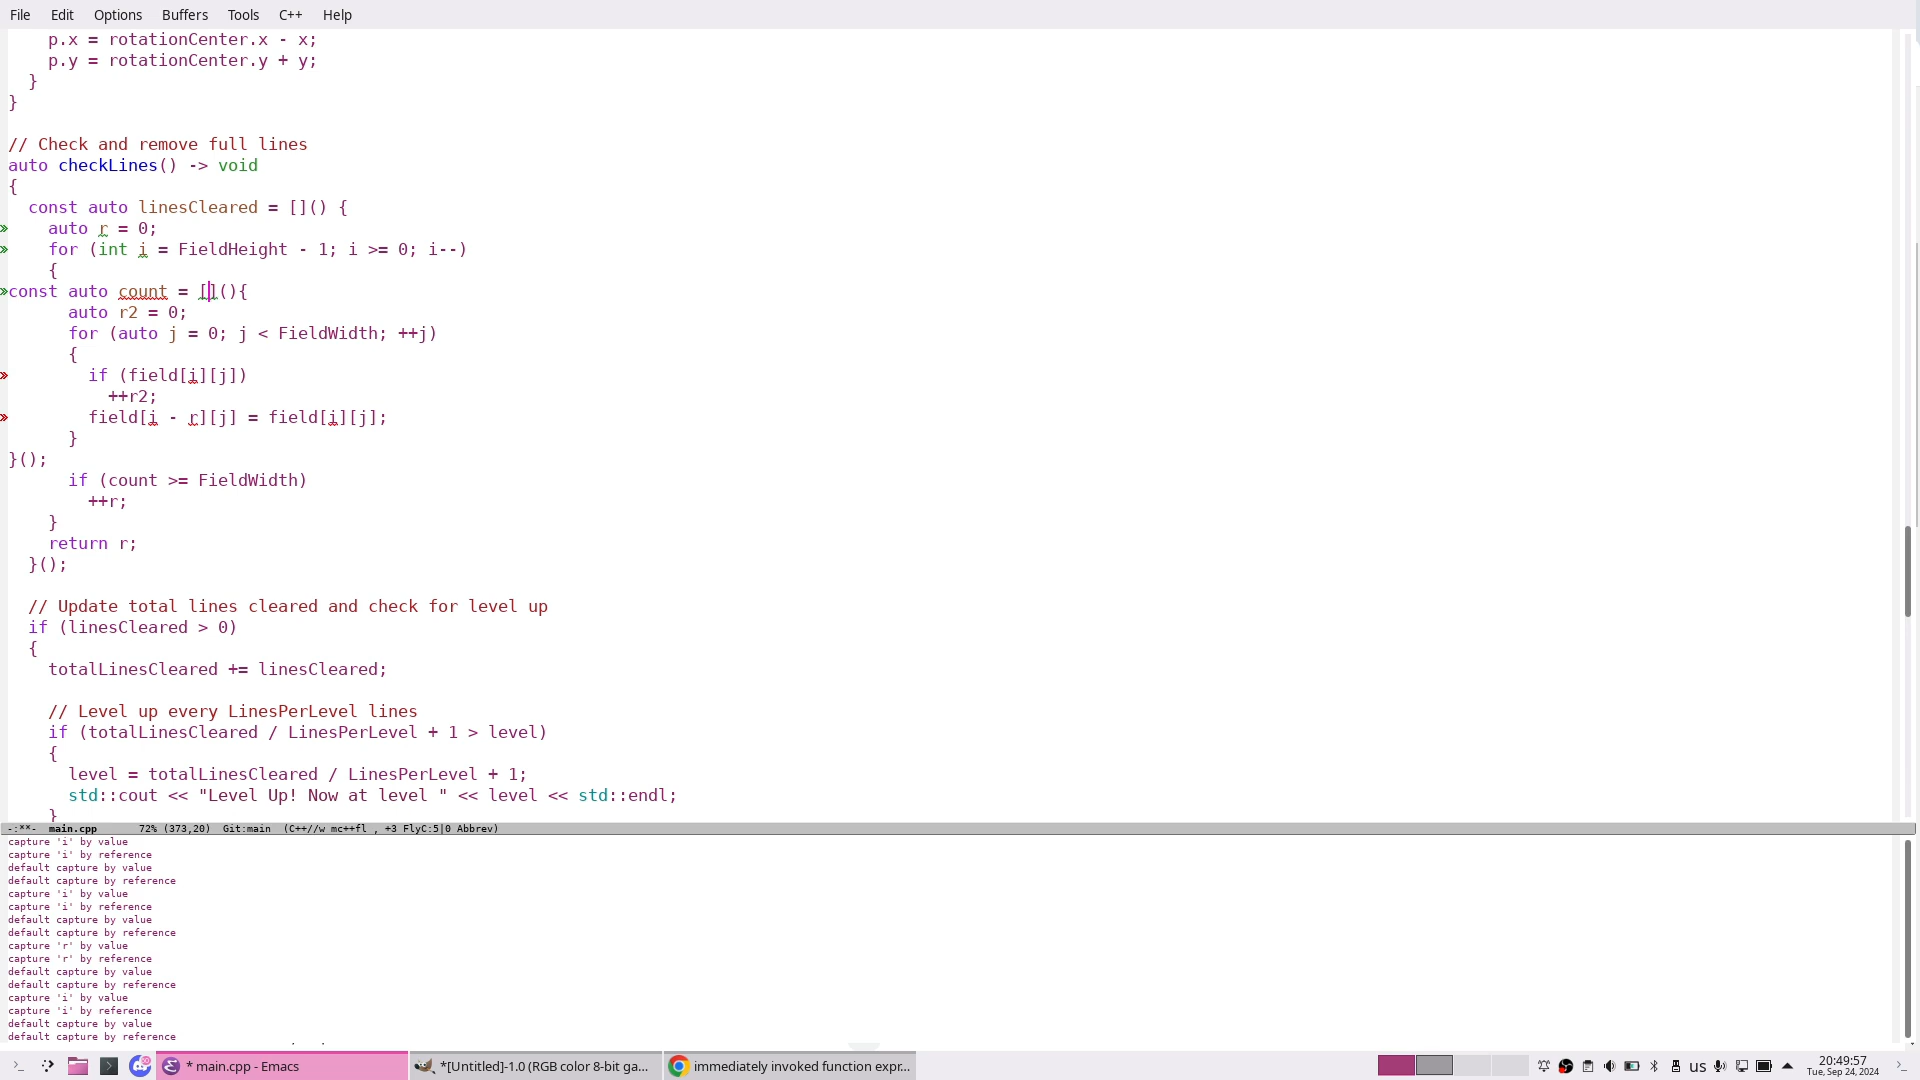 File Edit Options Buffers Tools C++ Help
p.x = rotationCenter.x - x;
p.y = rotationCenter.y + y;
}
}
// Check and remove full lines
auto checkLines() -> void
{
const auto linesCleared = []() {
auto r = 0;
for (int i = FieldHeight - 1; i >= 0; i--)
{
const auto count = [](){
auto r2 = 0;
for (auto j = 0; j < FieldWidth; ++j)
{
if (field[i][j])
++r2;
field[i - r][j] = field[i][j];
}
}();
if (count >= FieldWidth)
++r;
}
return r;
}();
// Update total lines cleared and check for level up
if (linesCleared > 0)
{
totalLinesCleared += linesCleared;
// Level up every LinesPerLevel lines
if (totalLinesCleared / LinesPerLevel + 1 > level)
{
level = totalLinesCleared / LinesPerLevel + 1;
std::cout << "Level Up! Now at level " << level << std::endl;
}
-:**- main.cpp 72% (373,20) Git:main (C++//w mc++fl , +3 FlyC:5|0 Abbrev)
capture 'i' by value
capture 'i' by reference
default capture by value
default capture by reference
capture 'i' by value
capture 'i' by reference
default capture by value
default capture by reference
capture 'r' by value
capture 'r' by reference
default capture by value
default capture by reference
capture 'i' by value
capture 'i' by reference
default capture by value
default capture by reference
* main.cpp - Emacs *[Untitled]-1.0 (RGB color 8-bit ga... immediately invoked function expr... us 20:49:57
Tue, Sep 24, 2024